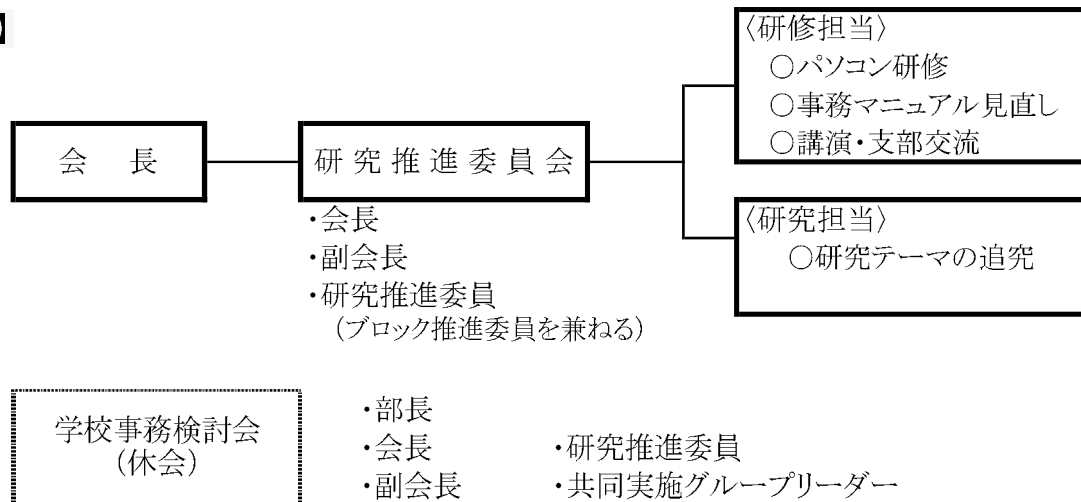 会　長
研究推進委員会
・会長
・副会長
・研究推進委員
（ブロック推進委員を兼ねる）
〈研修担当〉
○パソコン研修
○事務マニュアル見直し
○講演・支部交流
〈研究担当〉
○研究テーマの追究
学校事務検討会
（休会）
・部長
・会長　・研究推進委員
・副会長　・共同実施グループリーダー